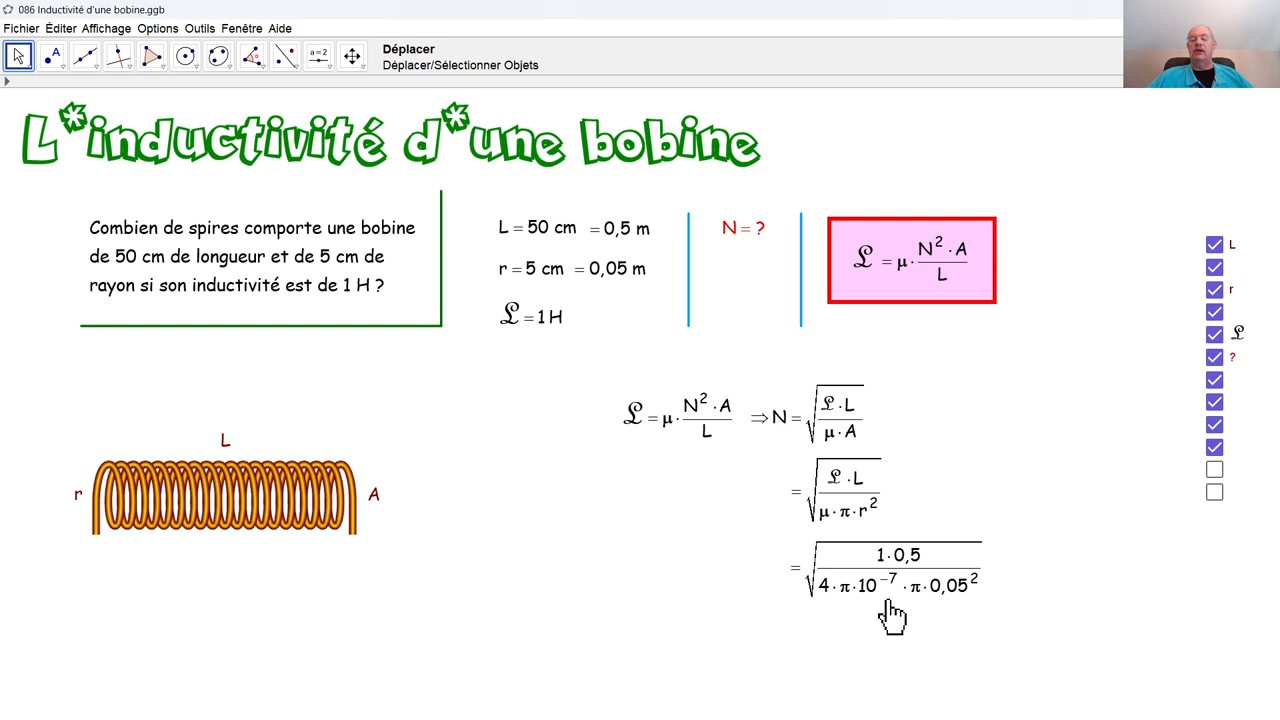 086 Inductivité d'une bobine.ggb
Fichier Éditer Affichage Options Outils Fenêtre Aide
A
a=2
Déplacer
Déplacer/Sélectionner Objets
L*inductivité d*une bobine
Combien de spires comporte une bobine
de 50 cm de longueur et de 5 cm de
rayon si son inductivité est de 1 H ?
L = 50 cm = 0,5 m
r = 5 cm = 0,05 m
ℒ = 1 H
N = ?
ℒ = μ · (N² · A) / L
L
r
ℒ
?
ℒ = μ · (N² · A) / L ⇒ N = √((ℒ · L) / (μ · A))
= √((ℒ · L) / (μ · π · r²))
= √((1 · 0,5) / (4 · π · 10⁻⁷ · π · 0,05²))
L
r
A